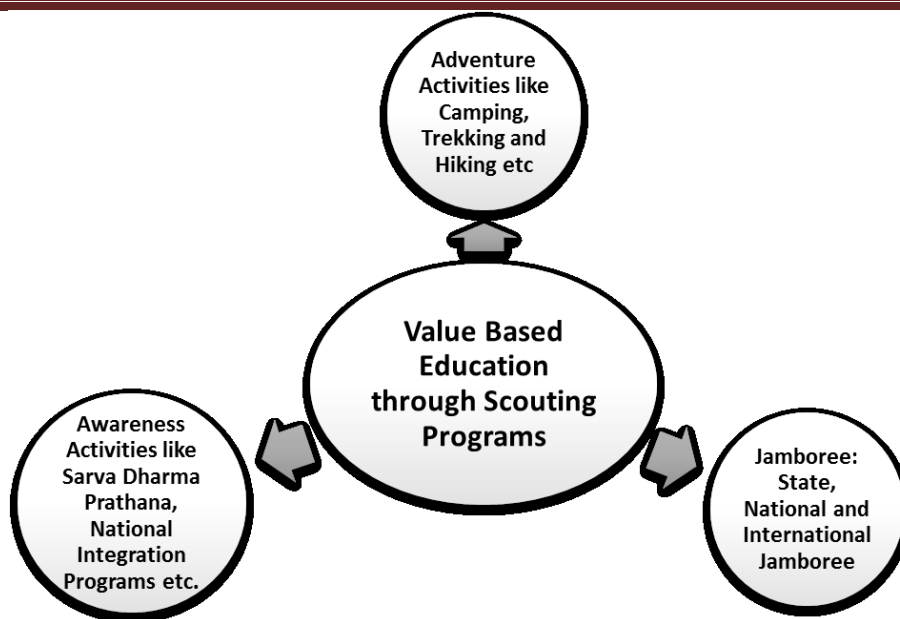 Adventure
Activities like
Camping,
Trekking and
Hiking etc
Value Based
Education
through Scouting
Programs
Awareness
Activities like
Sarva Dharma
Prathana,
National
Integration
Programs etc.
Jamboree:
State,
National and
International
Jamboree